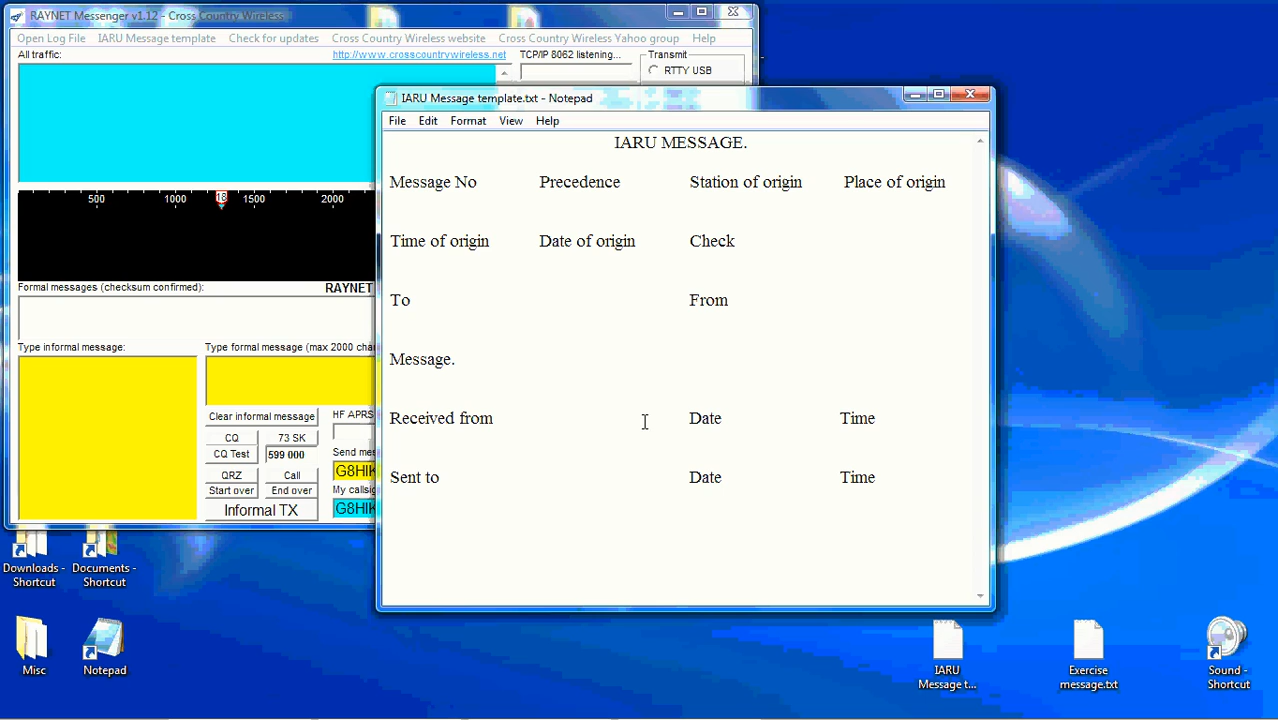 RAYNET Messenger v1.12 - Cross Country Wireless
Open Log File IARU Message template Check for updates Cross Country Wireless website Cross Country Wireless Yahoo group Help
All traffic: http://www.crosscountrywireless.net TCP/IP 8062 listening... Transmit
RTTY USB
500 1000 1500 2000
Formal messages (checksum confirmed): RAYNET
Type informal message: Type formal message (max 2000
Clear informal message HF APRS
CQ 73 SK
CQ Test 599 000
Send
QRZ Call
Start over End over
My
Informal TX
IARU Message template.txt - Notepad
File Edit Format View Help
IARU MESSAGE.
Message No Precedence Station of origin Place of origin
Time of origin Date of origin Check
To From
Message.
Received from Date Time
Sent to Date Time
Downloads - Shortcut
Documents - Shortcut
Misc
Notepad
IARU
Message t...
Exercise
message.txt
Sound -
Shortcut